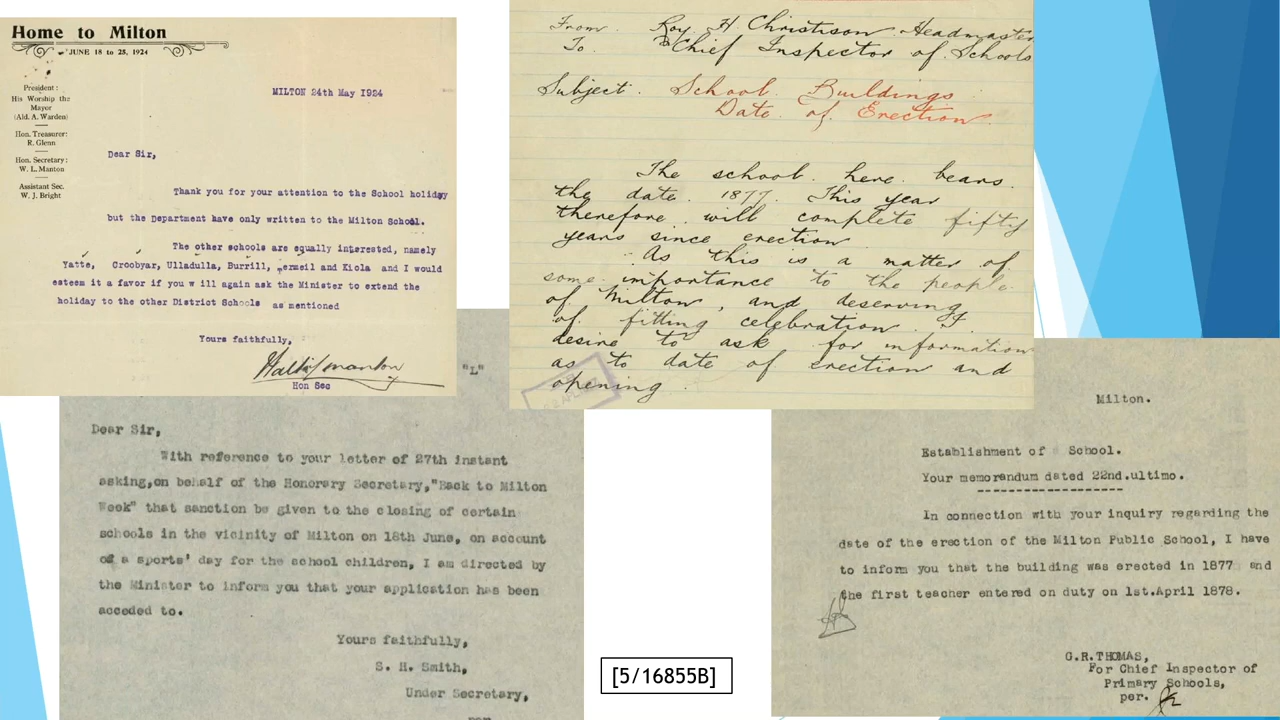 Home to Milton
JUNE 18 to 28, 1924
President:
His Worship the
Mayor
(Ald. A. Warden)
Hon. Treasurer:
R. Glenn
Hon. Secretary:
W. L. Manton
Assistant Sec.
W. J. Bright
MILTON 24th May 1924
Dear Sir,
Thank you for your attention to the School holiday
but the Department have only written to the Milton School.
The other schools are equally interested, namely
Yatte, Croobyar, Ulladulla, Burrill, ermeil and Kiola and I would
esteem it a favor if you w ill again ask the Minister to extend the
holiday to the other District Schools as mentioned
Yours faithfully,
Hon Sec
From. Roy. H. Christison Headmaster
To. Chief Inspector of Schools
Subject. School Buildings
Date of Erection.
The school here bears
the date 1877. This year
therefore will complete fifty
years since erection
As this is a matter of
some importance to the people
of Milton, and deserving
of fitting celebration. I
desire to ask for information
as to date of erection and
opening.
"L"
Dear Sir,
With reference to your letter of 27th instant
asking,on behalf of the Honorary Secretary,"Back to Milton
Week" that sanction be given to the closing of certain
schools in the vicinity of Milton on 18th June, on account
of a sports' day for the school children, I am directed by
the Minister to inform you that your application has been
acceded to.
Yours faithfully,
S. H. Smith,
Under Secretary,
per
[5/16855B]
Milton.
Establishment of School.
Your memorandum dated 22nd.ultimo.
In connection with your inquiry regarding the
date of the erection of the Milton Public School, I have
to inform you that the building was erected in 1877 and
the first teacher entered on duty on 1st.April 1878.
G.R.THOMAS,
For Chief Inspector of
Primary Schools,
per.